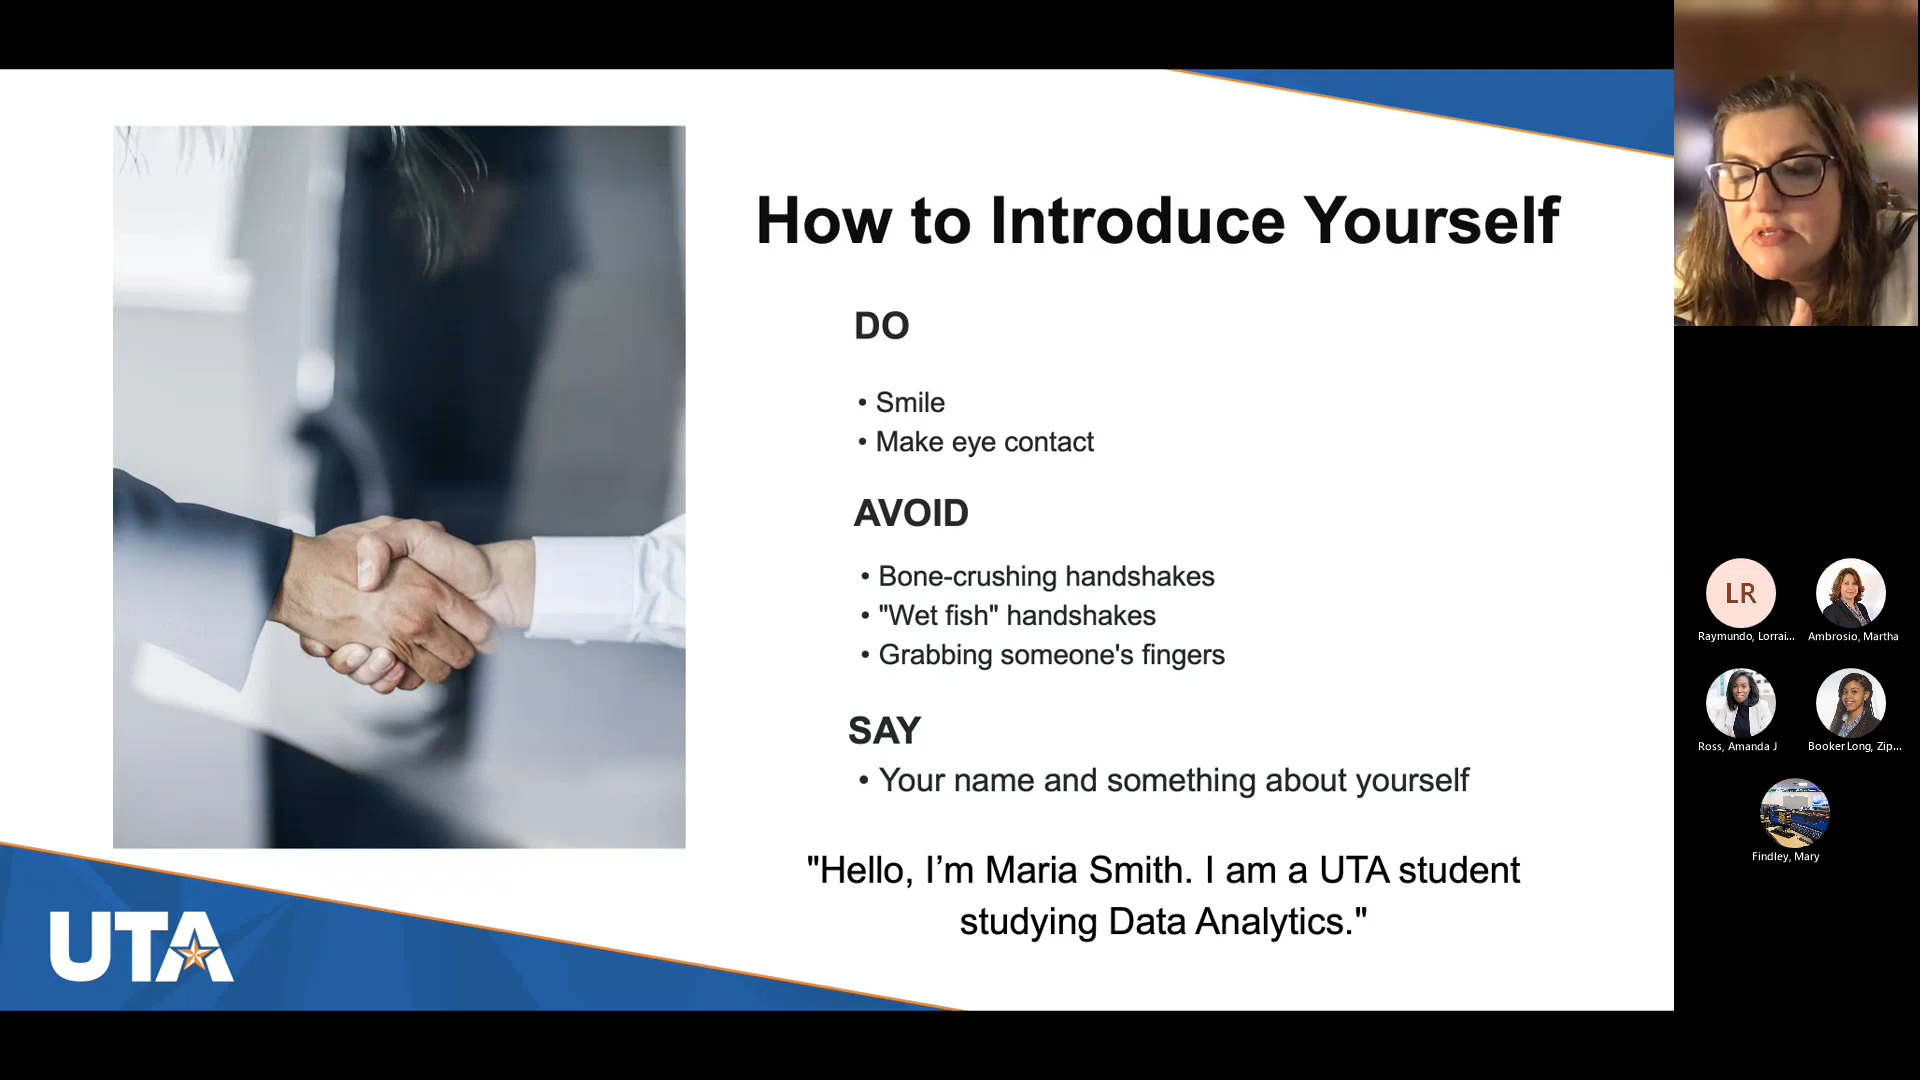 How to Introduce Yourself
DO
• Smile
• Make eye contact
AVOID
• Bone-crushing handshakes
• "Wet fish" handshakes
• Grabbing someone's fingers
SAY
• Your name and something about yourself
"Hello, I’m Maria Smith. I am a UTA student
studying Data Analytics."
UTA
LR
Raymundo, Lorrai...
Ambrosio, Martha
Ross, Amanda J
Booker Long, Zip...
Findley, Mary